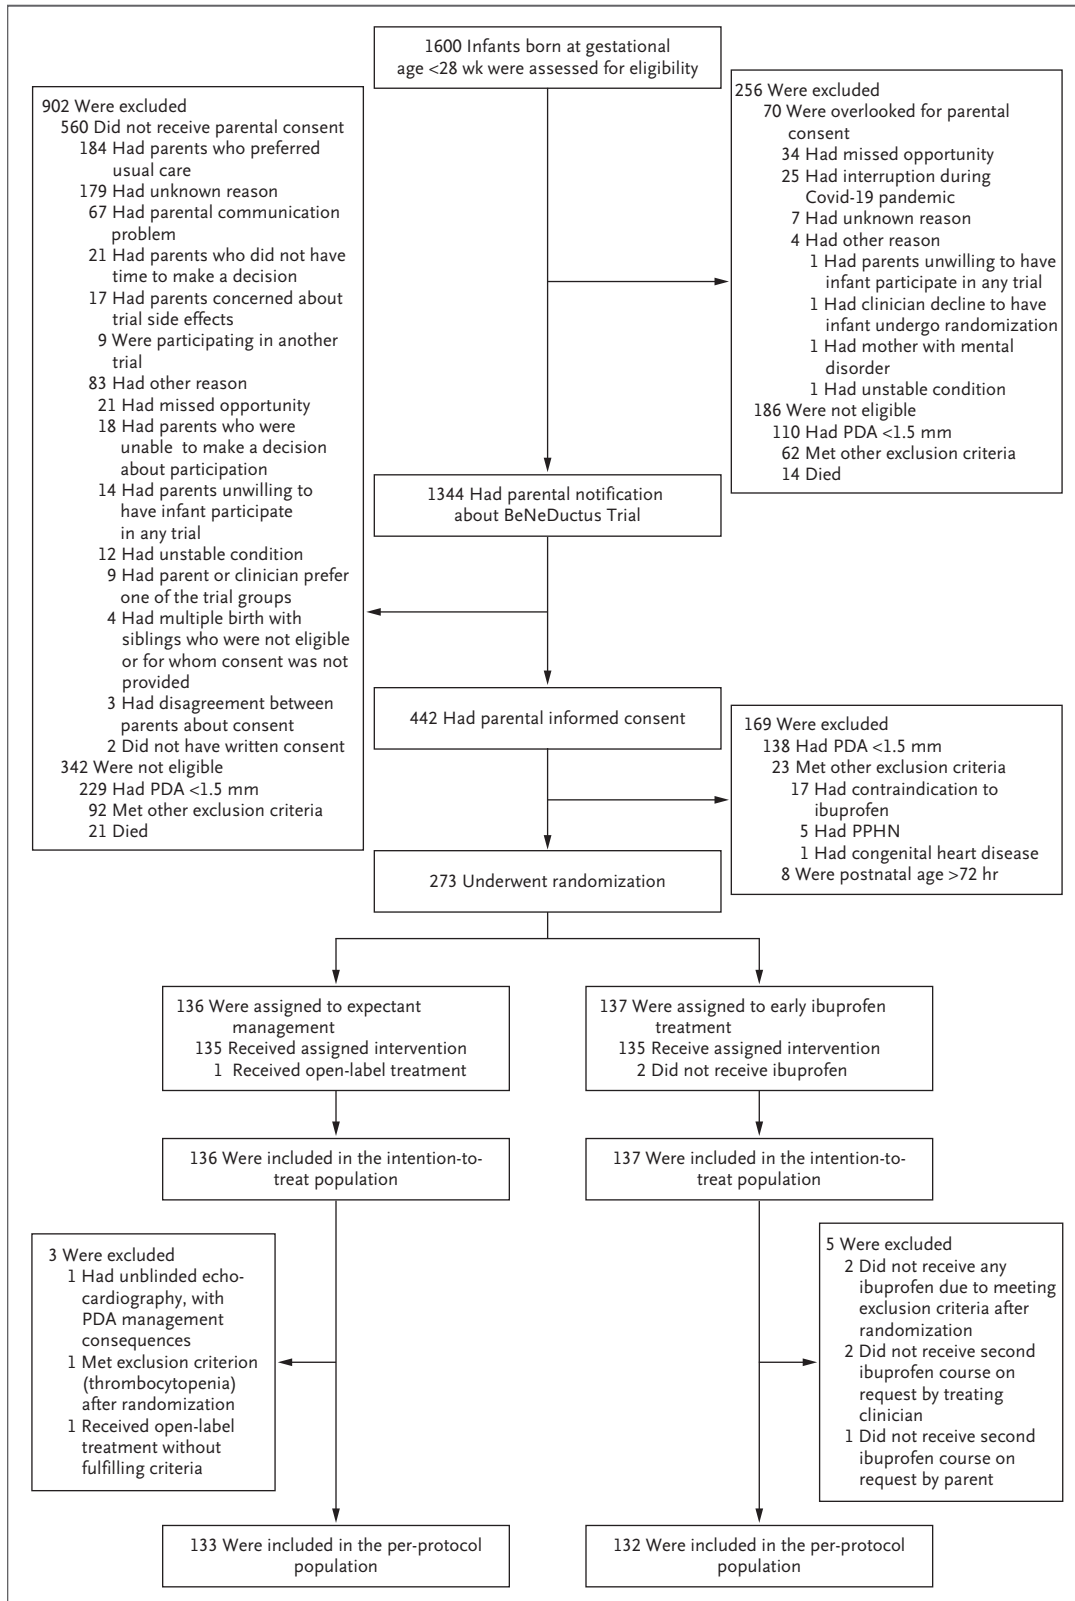 1600 Infants born at gestational
age <28 wk were assessed for eligibility
256 Were excluded
70 Were overlooked for parental
consent
34 Had missed opportunity
25 Had interruption during
Covid-19 pandemic
7 Had unknown reason
4 Had other reason
1 Had parents unwilling to have
infant participate in any trial
1 Had clinician decline to have
infant undergo randomization
1 Had mother with mental
disorder
1 Had unstable condition
186 Were not eligible
110 Had PDA <1.5 mm
62 Met other exclusion criteria
14 Died
1344 Had parental notification
about BeNeDuctus Trial
902 Were excluded
560 Did not receive parental consent
184 Had parents who preferred
usual care
179 Had unknown reason
67 Had parental communication
problem
21 Had parents who did not have
time to make a decision
17 Had parents concerned about
trial side effects
9 Were participating in another
trial
83 Had other reason
21 Had missed opportunity
18 Had parents who were
unable to make a decision
about participation
14 Had parents unwilling to
have infant participate
in any trial
12 Had unstable condition
9 Had parent or clinician prefer
one of the trial groups
4 Had multiple birth with
siblings who were not eligible
or for whom consent was not
provided
3 Had disagreement between
parents about consent
2 Did not have written consent
342 Were not eligible
229 Had PDA <1.5 mm
92 Met other exclusion criteria
21 Died
442 Had parental informed consent
169 Were excluded
138 Had PDA <1.5 mm
23 Met other exclusion criteria
17 Had contraindication to
ibuprofen
5 Had PPHN
1 Had congenital heart disease
8 Were postnatal age >72 hr
273 Underwent randomization
136 Were assigned to expectant
management
135 Received assigned intervention
1 Received open-label treatment
137 Were assigned to early ibuprofen
treatment
135 Receive assigned intervention
2 Did not receive ibuprofen
136 Were included in the intention-to-
treat population
137 Were included in the intention-to-
treat population
3 Were excluded
1 Had unblinded echo-
cardiography, with
PDA management
consequences
1 Met exclusion criterion
(thrombocytopenia)
after randomization
1 Received open-label
treatment without
fulfilling criteria
5 Were excluded
2 Did not receive any
ibuprofen due to meeting
exclusion criteria after
randomization
2 Did not receive second
ibuprofen course on
request by treating
clinician
1 Did not receive second
ibuprofen course on
request by parent
133 Were included in the per-protocol
population
132 Were included in the per-protocol
population